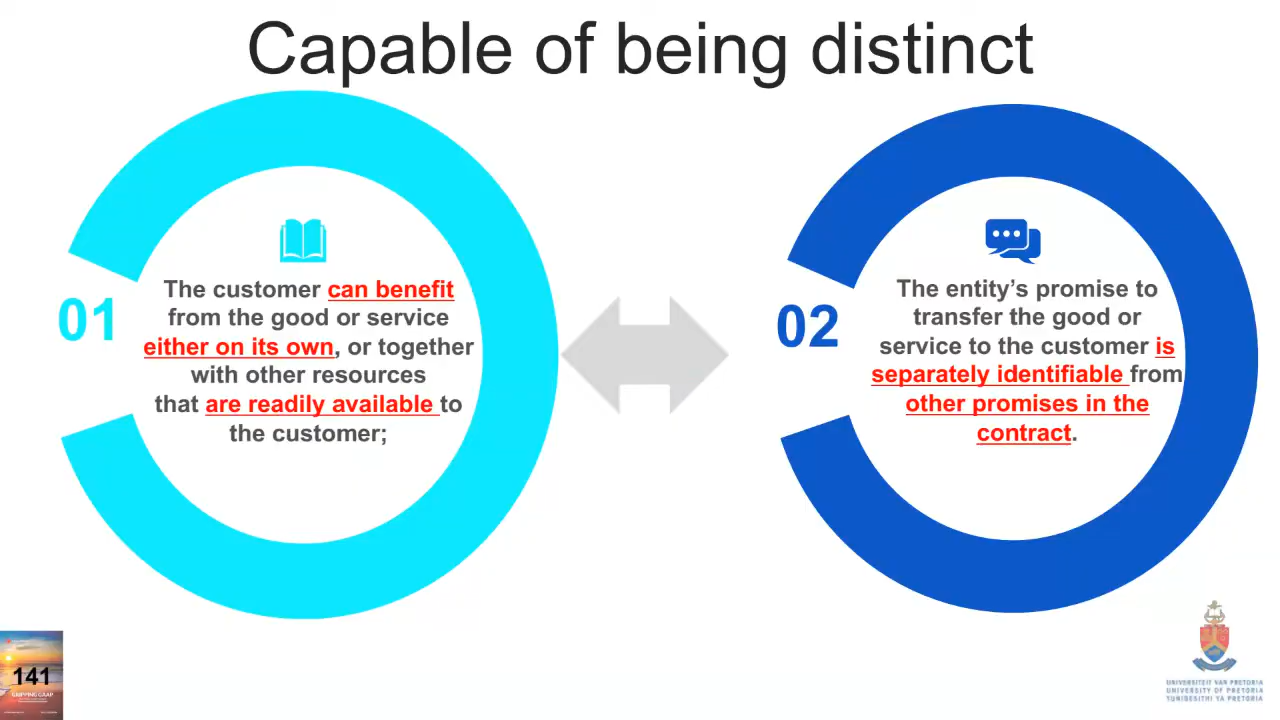 Capable of being distinct
01
The customer can benefit
from the good or service
either on its own, or together
with other resources
that are readily available to
the customer;
02
The entity’s promise to
transfer the good or
service to the customer is
separately identifiable from
other promises in the
contract.
141
GRIPPING GAAP
UNIVERSITEIT VAN PRETORIA
UNIVERSITY OF PRETORIA
YUNIBESITHI YA PRETORIA